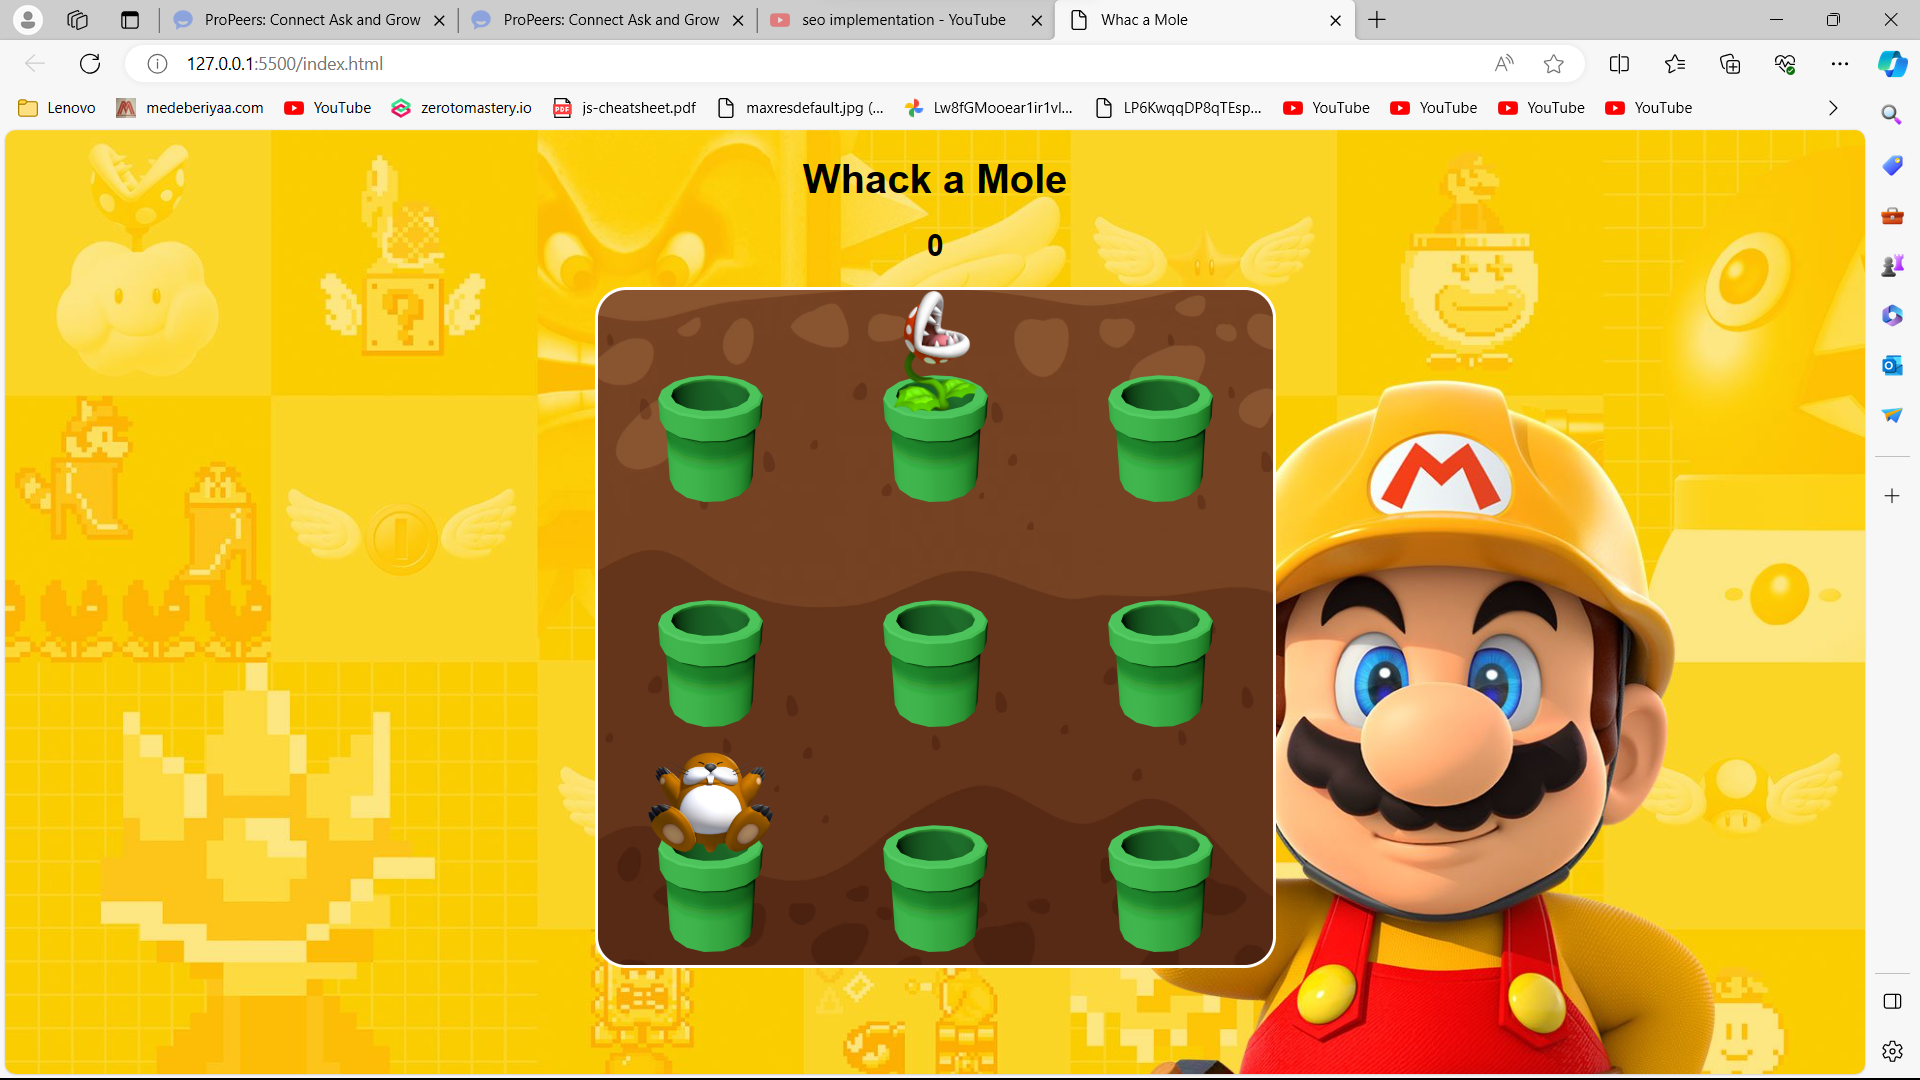 ProPeers: Connect Ask and Grow
ProPeers: Connect Ask and Grow
seo implementation - YouTube
Whac a Mole
127.0.0.1:5500/index.html
Lenovo
medeberiyaa.com
YouTube
zerotomastery.io
js-cheatsheet.pdf
maxresdefault.jpg (...
Lw8fGMooear1ir1vl...
LP6KwqqDP8qTEsp...
YouTube
YouTube
YouTube
YouTube
Whack a Mole
0
M